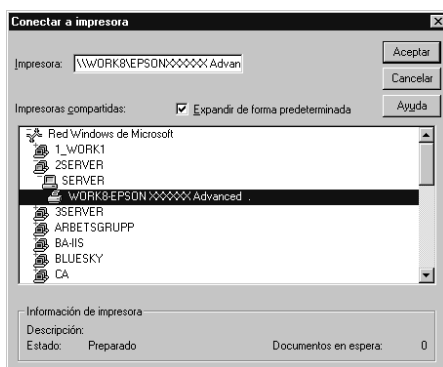 Conectar a impresora
Impresora: \\WORK8\EPSONXXXXXX Advan
Aceptar
Cancelar
Ayuda
Impresoras compartidas:
Expandir de forma predeterminada
Red Windows de Microsoft
1_WORK1
2SERVER
SERVER
WORK8-EPSON XXXXXX Advanced .
3SERVER
ARBETSGRUPP
BA-IIS
BLUESKY
CA
Información de impresora
Descripción:
Estado: Preparado Documentos en espera: 0